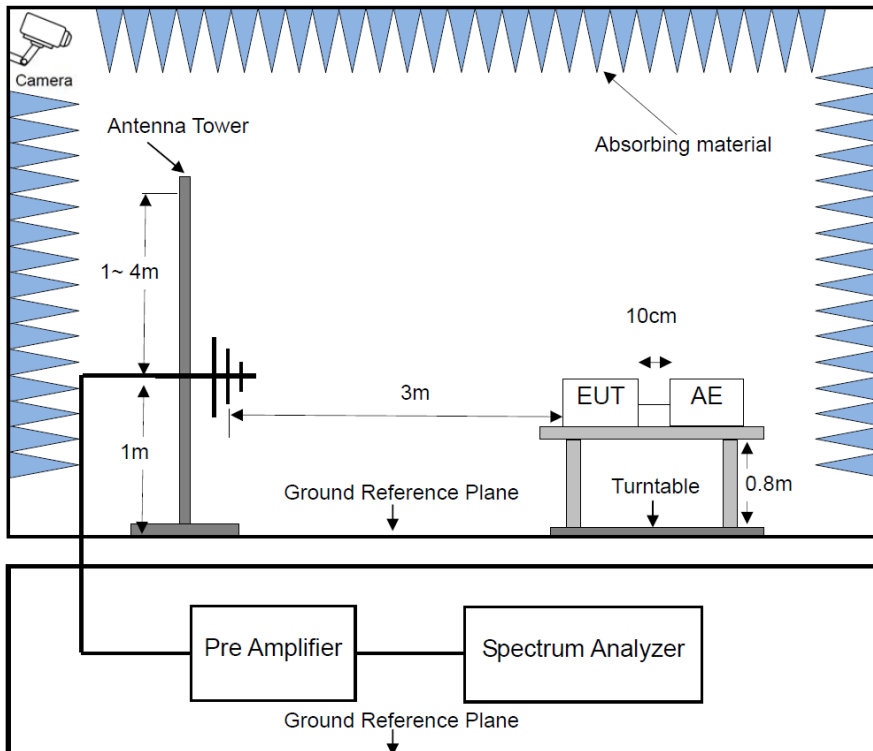 Camera
Antenna Tower
Absorbing material
1~ 4m
10cm
3m
EUT
AE
1m
Ground Reference Plane
Turntable
0.8m
Pre Amplifier
Spectrum Analyzer
Ground Reference Plane